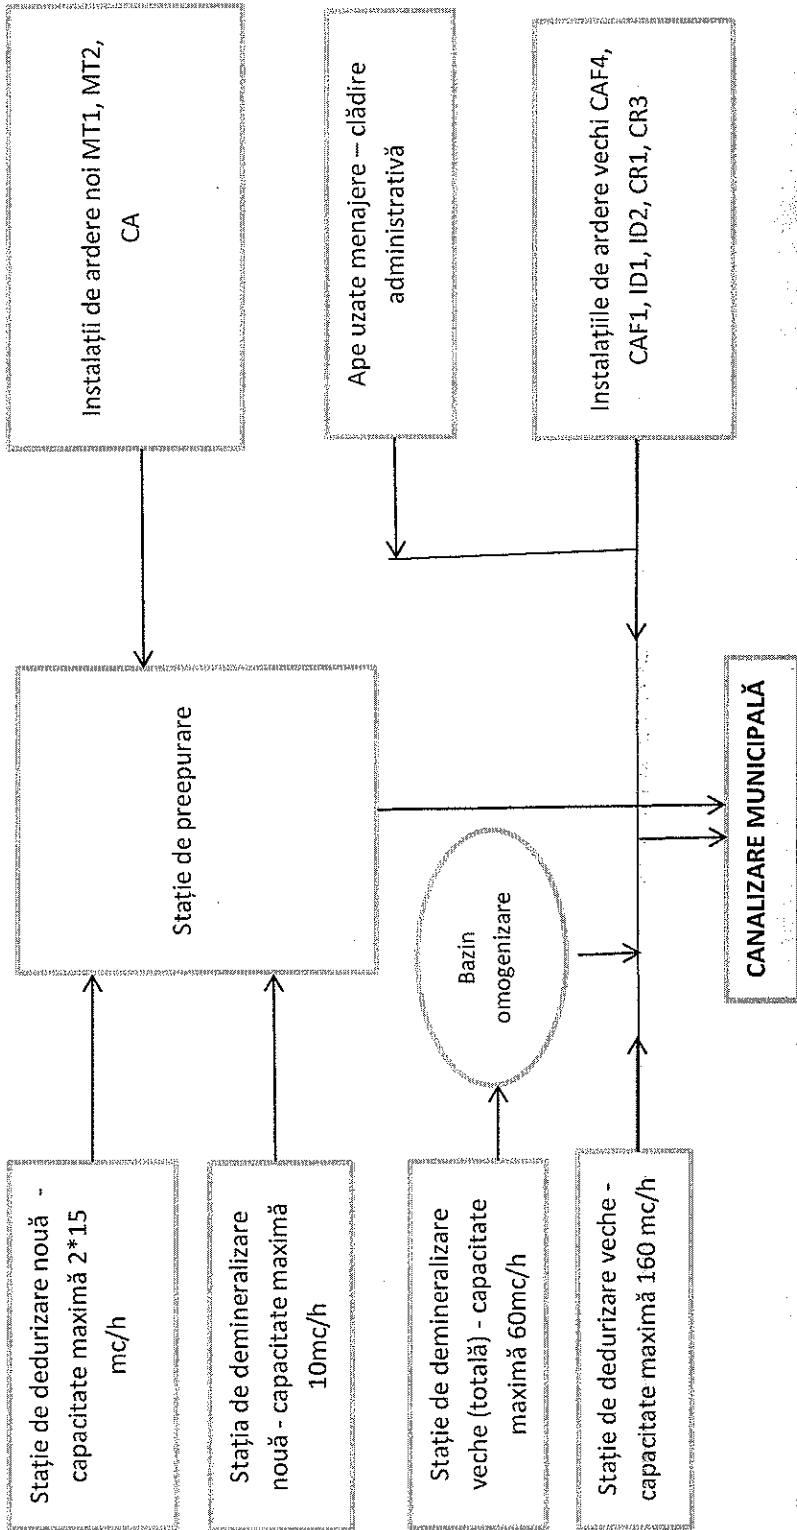 Stație de dedurizare nouă -
capacitate maximă 2*15
mc/h
Stația de demineralizare
nouă - capacitate maximă
10mc/h
Stație de demineralizare
veche (totală) - capacitate
maximă 60mc/h
Stație de dedurizare veche -
capacitate maximă 160 mc/h
Stație de preepurare
Bazin
omogenizare
CANALIZARE MUNICIPALĂ
Instalații de ardere noi MT1, MT2,
CA
Ape uzate menajere – clădire
administrativă
Instalațiile de ardere vechi CAF4,
CAF1, ID1, ID2, CR1, CR3